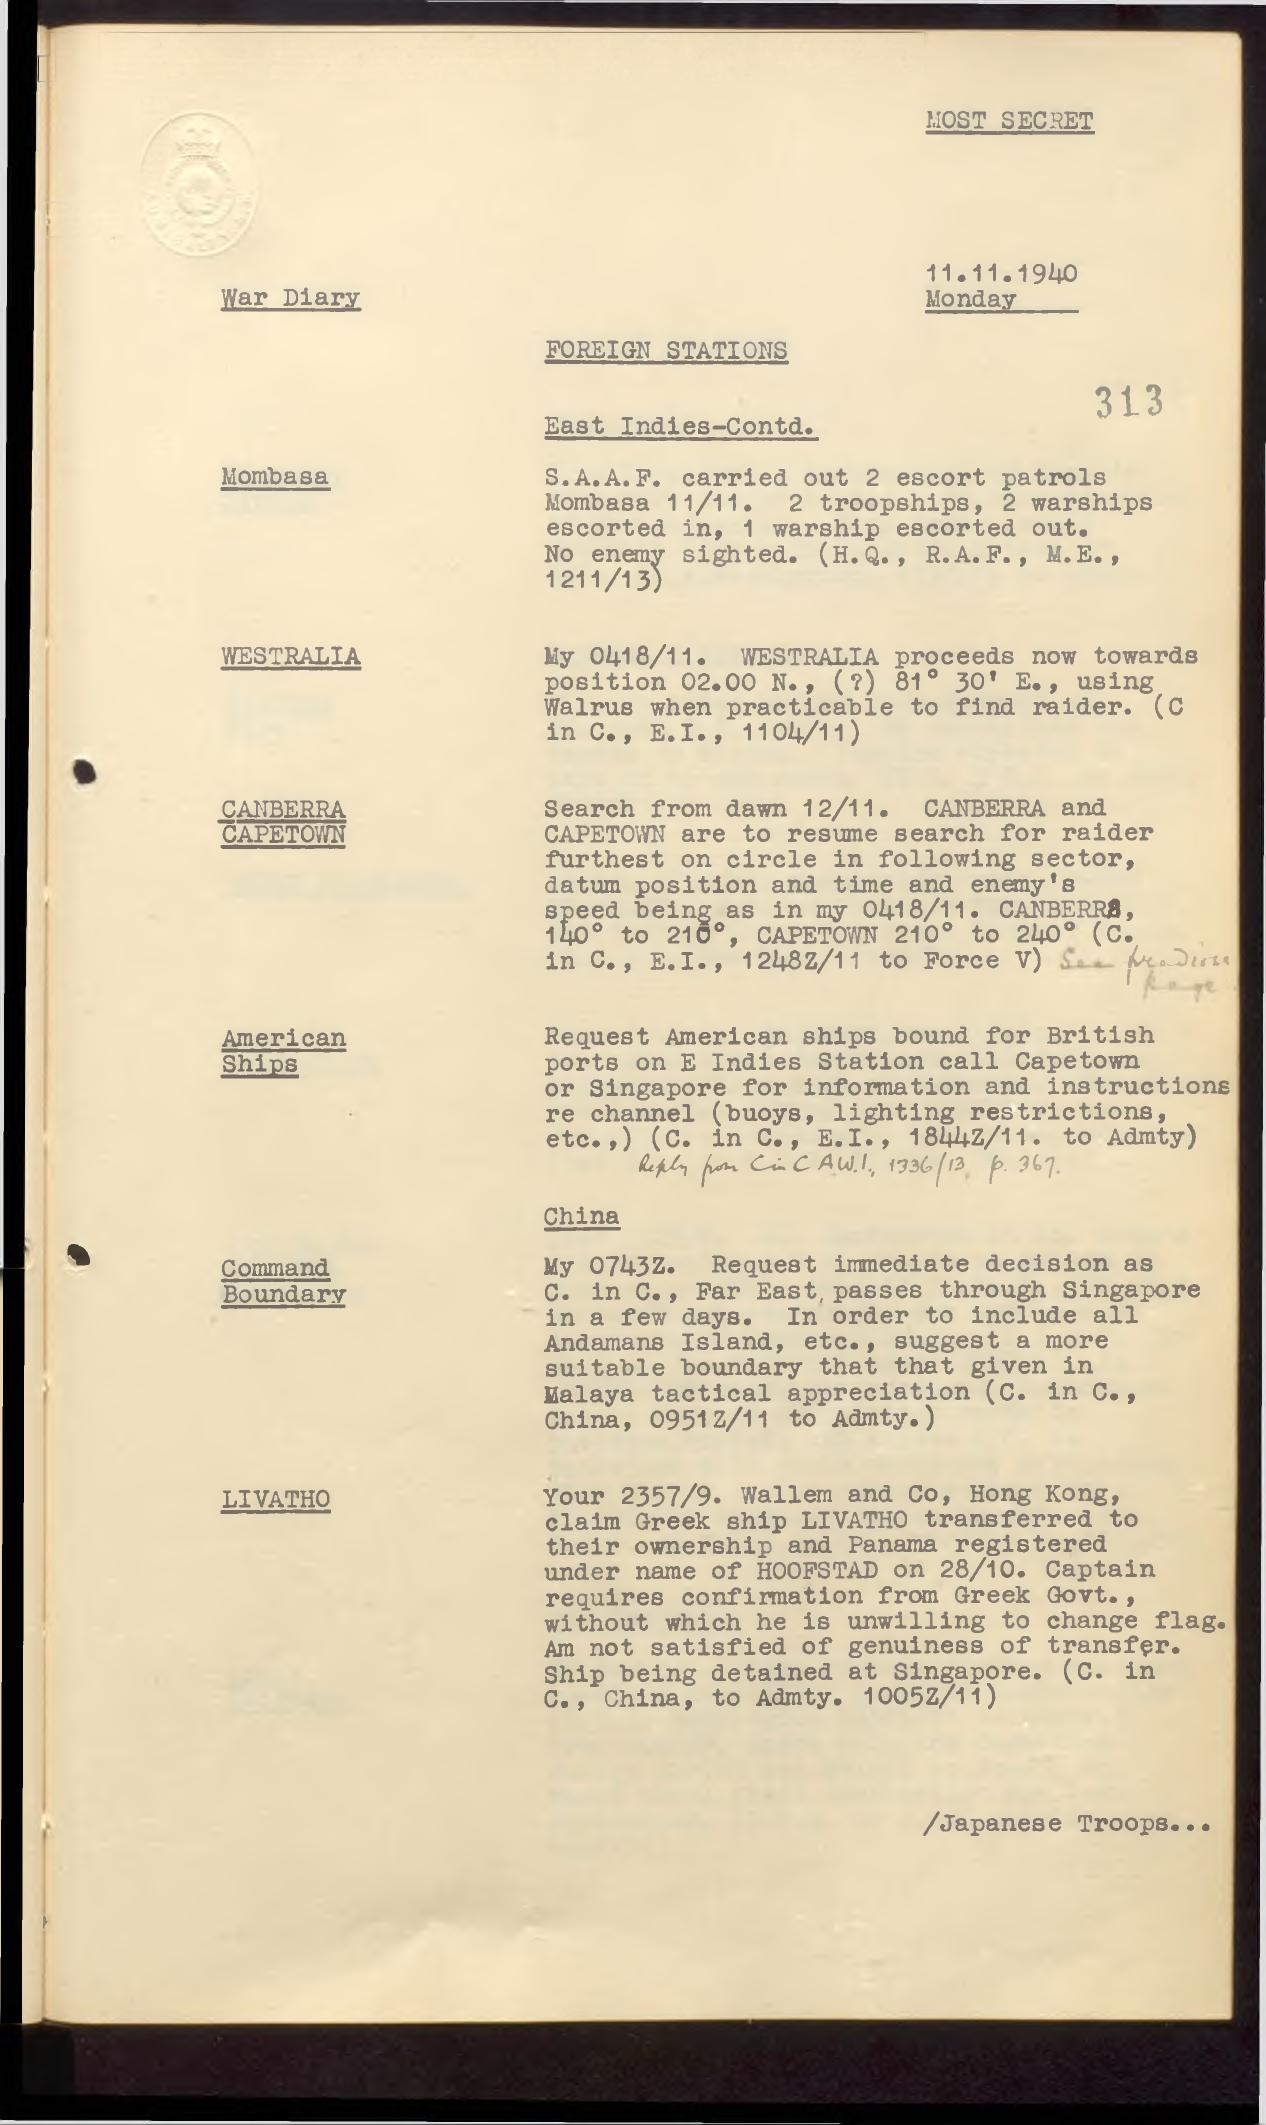 MOST SECRET
11.11.1940
War Diary
Monday
FOREIGN STATIONS
313
East Indies-Contd.
Mombasa
S.A.A.F. carried out 2 escort patrols
Mombasa 11/11. 2 troopships, 2 warships
escorted in, 1 warship escorted out.
No enemy sighted. (H.Q., R.A.F., M.E.,
1211/13)
WESTRALIA
My 0418/11. WESTRALIA proceeds now towards
position 02.00 N., (?) 81° 30' E., using
Walrus when practicable to find raider. (C
in C., E.I., 1104/11)
CANBERRA
CAPETOWN
Search from dawn 12/11. CANBERRA and
CAPETOWN are to resume search for raider
furthest on circle in following sector,
datum position and time and enemy's
speed being as in my 0418/11. CANBERRA,
140° to 210°, CAPETOWN 210° to 240° (C.
in C., E.I., 1248Z/11 to Force V) See previous
page.
American
Ships
Request American ships bound for British
ports on E Indies Station call Capetown
or Singapore for information and instructions
re channel (buoys, lighting restrictions,
etc.,) (C. in C., E.I., 1844Z/11. to Admty)
Reply from C in C A.W.I., 1336/13, p. 367.
China
Command
Boundary
My 0743Z. Request immediate decision as
C. in C., Far East, passes through Singapore
in a few days. In order to include all
Andamans Island, etc., suggest a more
suitable boundary that that given in
Malaya tactical appreciation (C. in C.,
China, 0951Z/11 to Admty.)
LIVATHO
Your 2357/9. Wallem and Co, Hong Kong,
claim Greek ship LIVATHO transferred to
their ownership and Panama registered
under name of HOOFSTAD on 28/10. Captain
requires confirmation from Greek Govt.,
without which he is unwilling to change flag.
Am not satisfied of genuiness of transfer.
Ship being detained at Singapore. (C. in
C., China, to Admty. 1005Z/11)
/Japanese Troops...